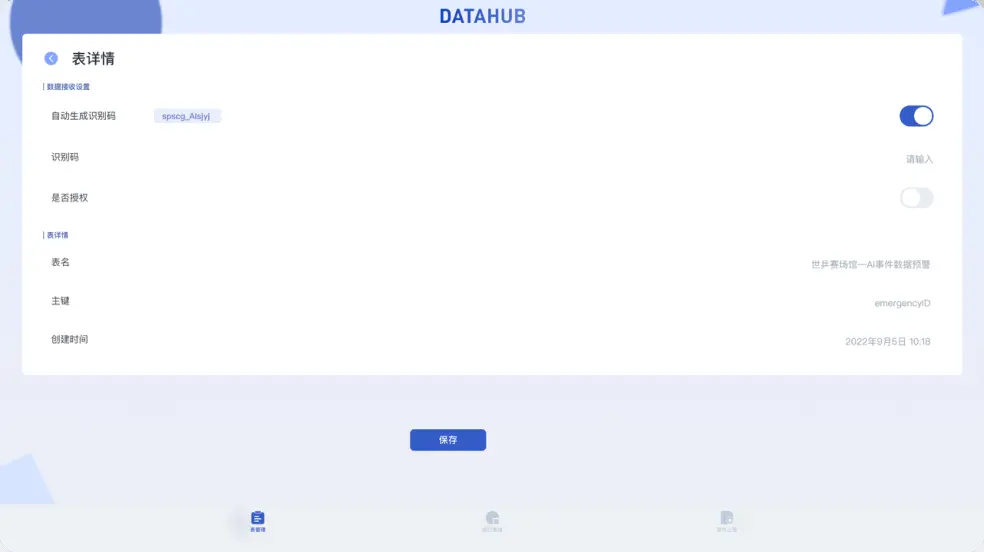 DATAHUB
表详情
数据接收设置
自动生成识别码 spscg_AIsjyj
识别码 请输入
是否授权
表详情
表名 世乒赛场馆—AI事件数据预警
主键 emergencyID
创建时间 2022年9月5日 10:18
保存
表管理